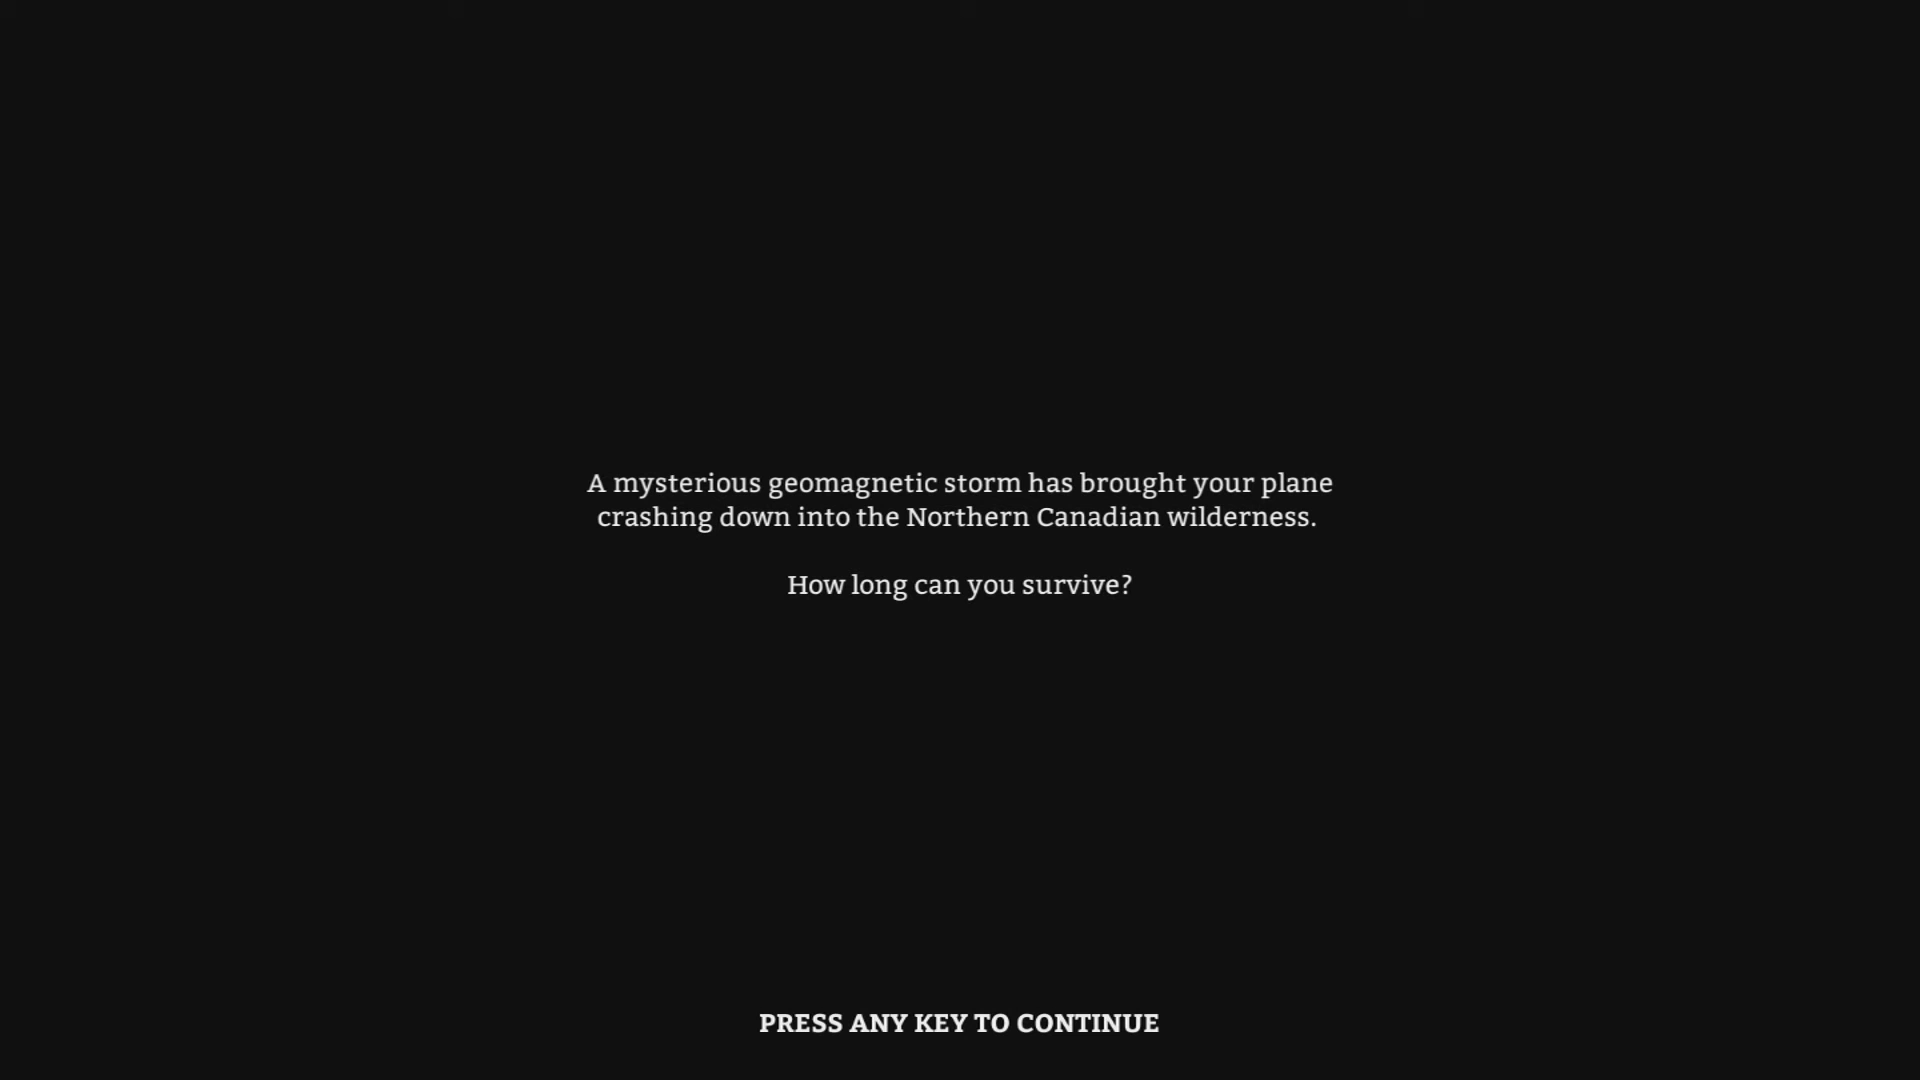 A mysterious geomagnetic storm has brought your plane
crashing down into the Northern Canadian wilderness.
How long can you survive?
PRESS ANY KEY TO CONTINUE